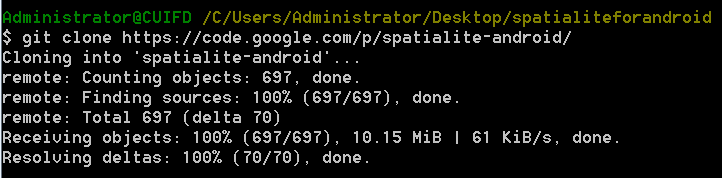 Administrator@CUIFD /C/Users/Administrator/Desktop/spatialiteforandroid
$ git clone https://code.google.com/p/spatialite-android/
Cloning into 'spatialite-android'...
remote: Counting objects: 697, done.
remote: Finding sources: 100% (697/697), done.
remote: Total 697 (delta 70)
Receiving objects: 100% (697/697), 10.15 MiB | 61 KiB/s, done.
Resolving deltas: 100% (70/70), done.